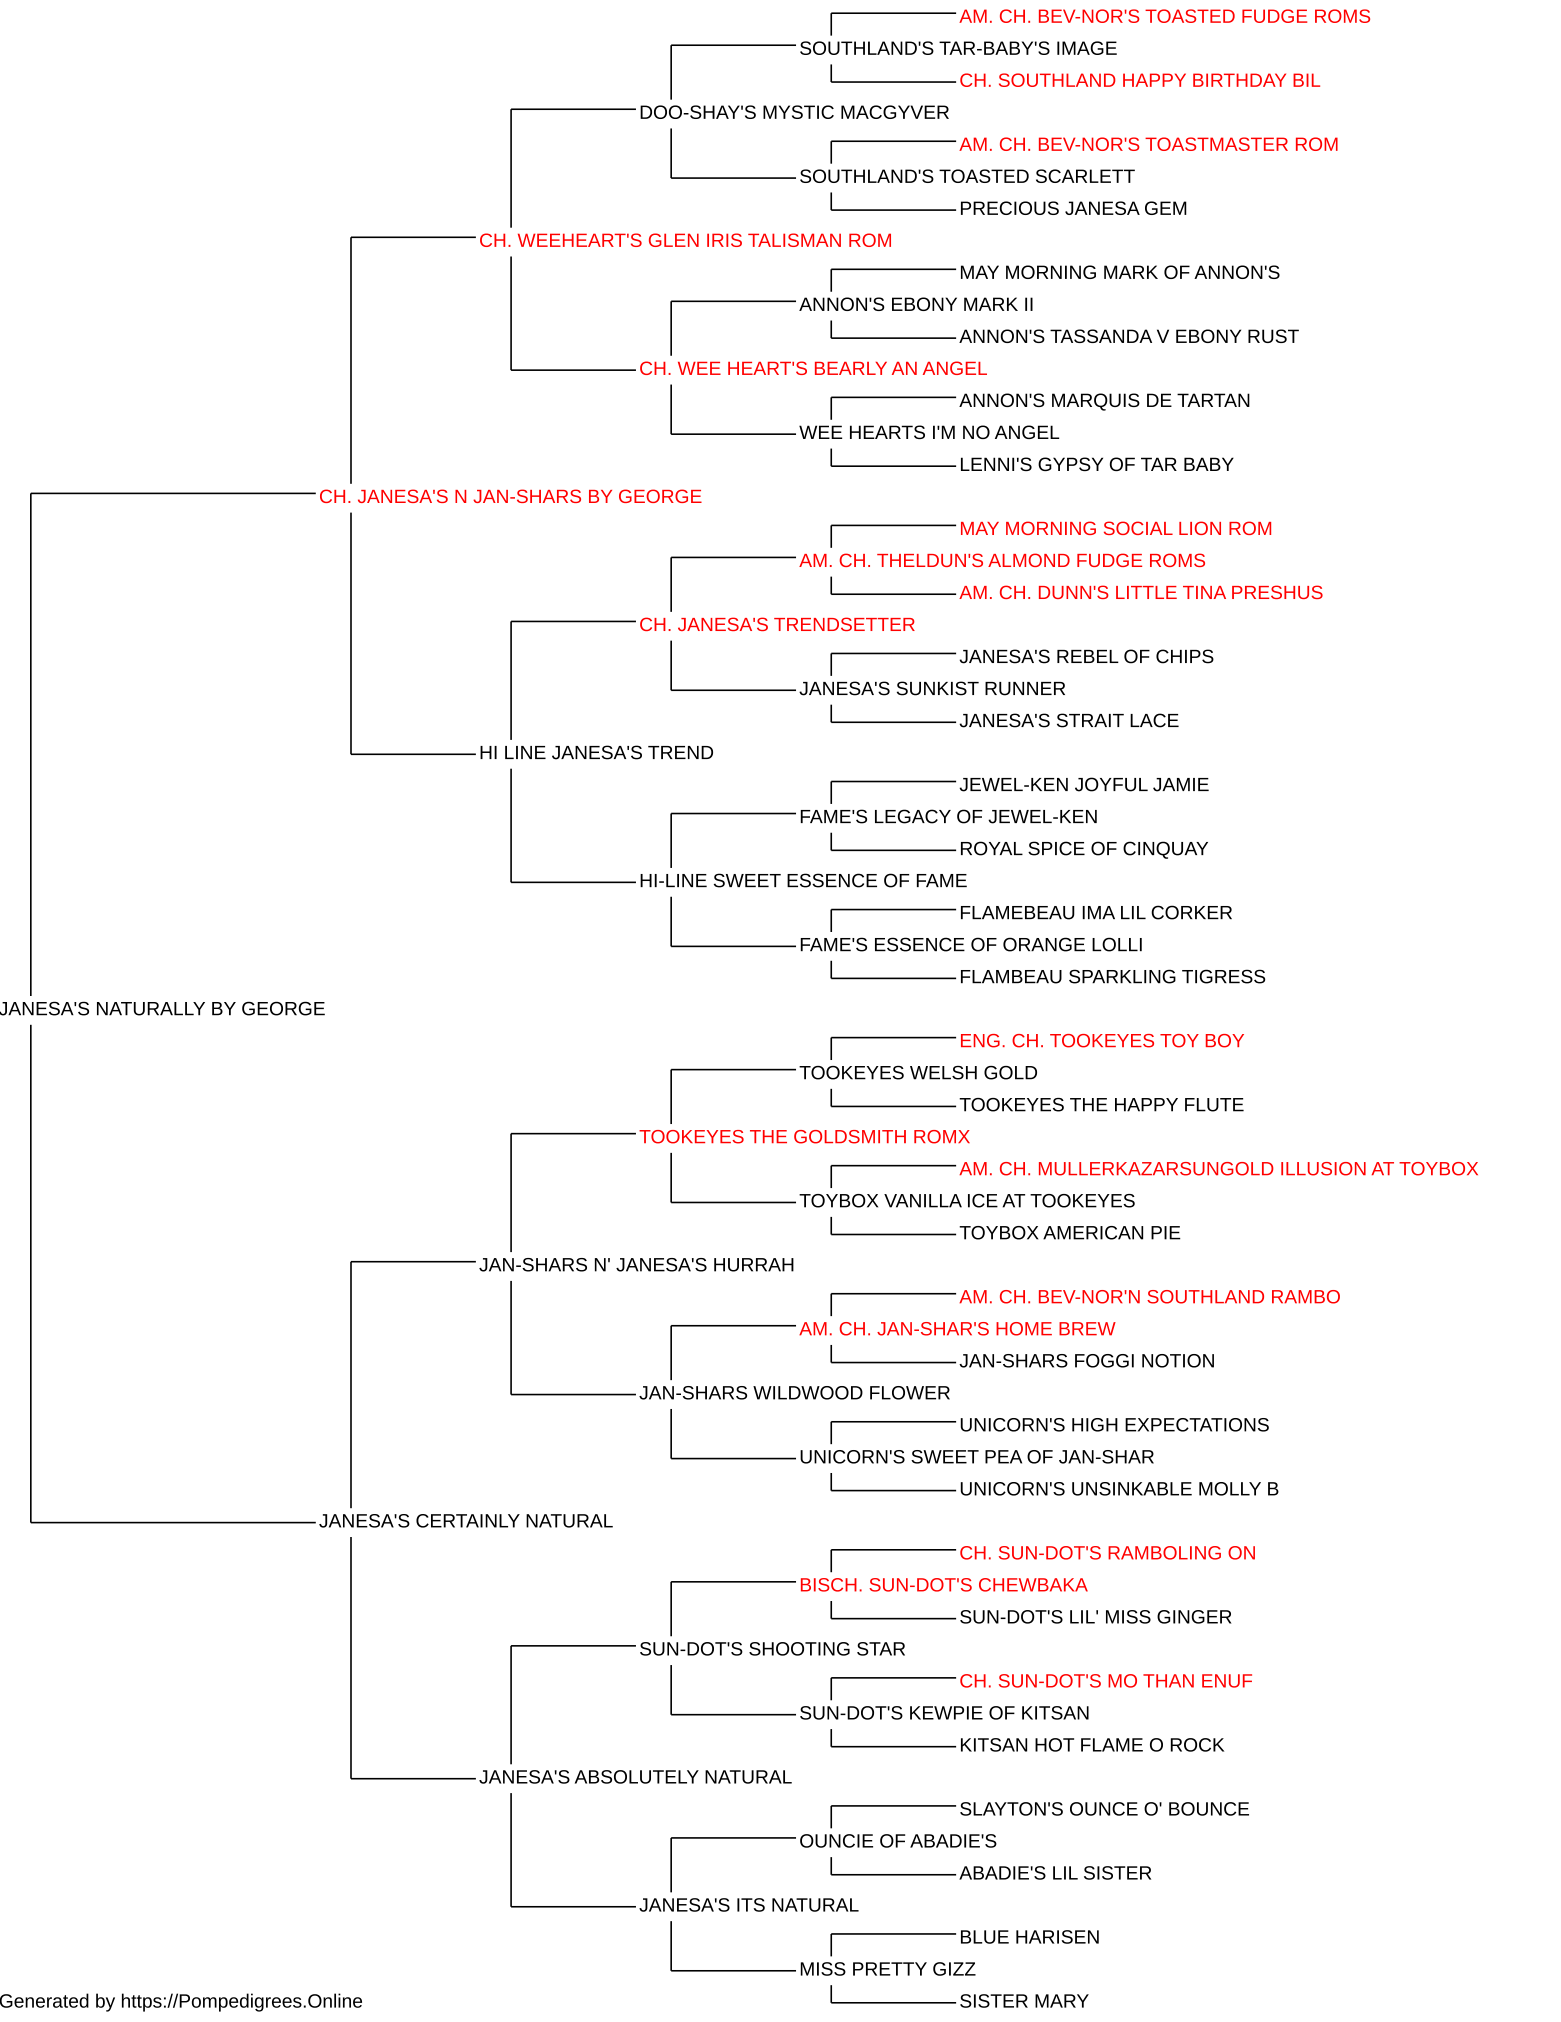 AM. CH. BEV-NOR'S TOASTED FUDGE ROMS
SOUTHLAND'S TAR-BABY'S IMAGE
CH. SOUTHLAND HAPPY BIRTHDAY BIL
DOO-SHAY'S MYSTIC MACGYVER
AM. CH. BEV-NOR'S TOASTMASTER ROM
SOUTHLAND'S TOASTED SCARLETT
PRECIOUS JANESA GEM
CH. WEEHEART'S GLEN IRIS TALISMAN ROM
MAY MORNING MARK OF ANNON'S
ANNON'S EBONY MARK II
ANNON'S TASSANDA V EBONY RUST
CH. WEE HEART'S BEARLY AN ANGEL
ANNON'S MARQUIS DE TARTAN
WEE HEARTS I'M NO ANGEL
LENNI'S GYPSY OF TAR BABY
CH. JANESA'S N JAN-SHARS BY GEORGE
MAY MORNING SOCIAL LION ROM
AM. CH. THELDUN'S ALMOND FUDGE ROMS
AM. CH. DUNN'S LITTLE TINA PRESHUS
CH. JANESA'S TRENDSETTER
JANESA'S REBEL OF CHIPS
JANESA'S SUNKIST RUNNER
JANESA'S STRAIT LACE
HI LINE JANESA'S TREND
JEWEL-KEN JOYFUL JAMIE
FAME'S LEGACY OF JEWEL-KEN
ROYAL SPICE OF CINQUAY
HI-LINE SWEET ESSENCE OF FAME
FLAMEBEAU IMA LIL CORKER
FAME'S ESSENCE OF ORANGE LOLLI
FLAMBEAU SPARKLING TIGRESS
JANESA'S NATURALLY BY GEORGE
ENG. CH. TOOKEYES TOY BOY
TOOKEYES WELSH GOLD
TOOKEYES THE HAPPY FLUTE
TOOKEYES THE GOLDSMITH ROMX
AM. CH. MULLERKAZARSUNGOLD ILLUSION AT TOYBOX
TOYBOX VANILLA ICE AT TOOKEYES
TOYBOX AMERICAN PIE
JAN-SHARS N' JANESA'S HURRAH
AM. CH. BEV-NOR'N SOUTHLAND RAMBO
AM. CH. JAN-SHAR'S HOME BREW
JAN-SHARS FOGGI NOTION
JAN-SHARS WILDWOOD FLOWER
UNICORN'S HIGH EXPECTATIONS
UNICORN'S SWEET PEA OF JAN-SHAR
UNICORN'S UNSINKABLE MOLLY B
JANESA'S CERTAINLY NATURAL
CH. SUN-DOT'S RAMBOLING ON
BISCH. SUN-DOT'S CHEWBAKA
SUN-DOT'S LIL' MISS GINGER
SUN-DOT'S SHOOTING STAR
CH. SUN-DOT'S MO THAN ENUF
SUN-DOT'S KEWPIE OF KITSAN
KITSAN HOT FLAME O ROCK
JANESA'S ABSOLUTELY NATURAL
SLAYTON'S OUNCE O' BOUNCE
OUNCIE OF ABADIE'S
ABADIE'S LIL SISTER
JANESA'S ITS NATURAL
BLUE HARISEN
MISS PRETTY GIZZ
SISTER MARY
Generated by https://Pompedigrees.Online